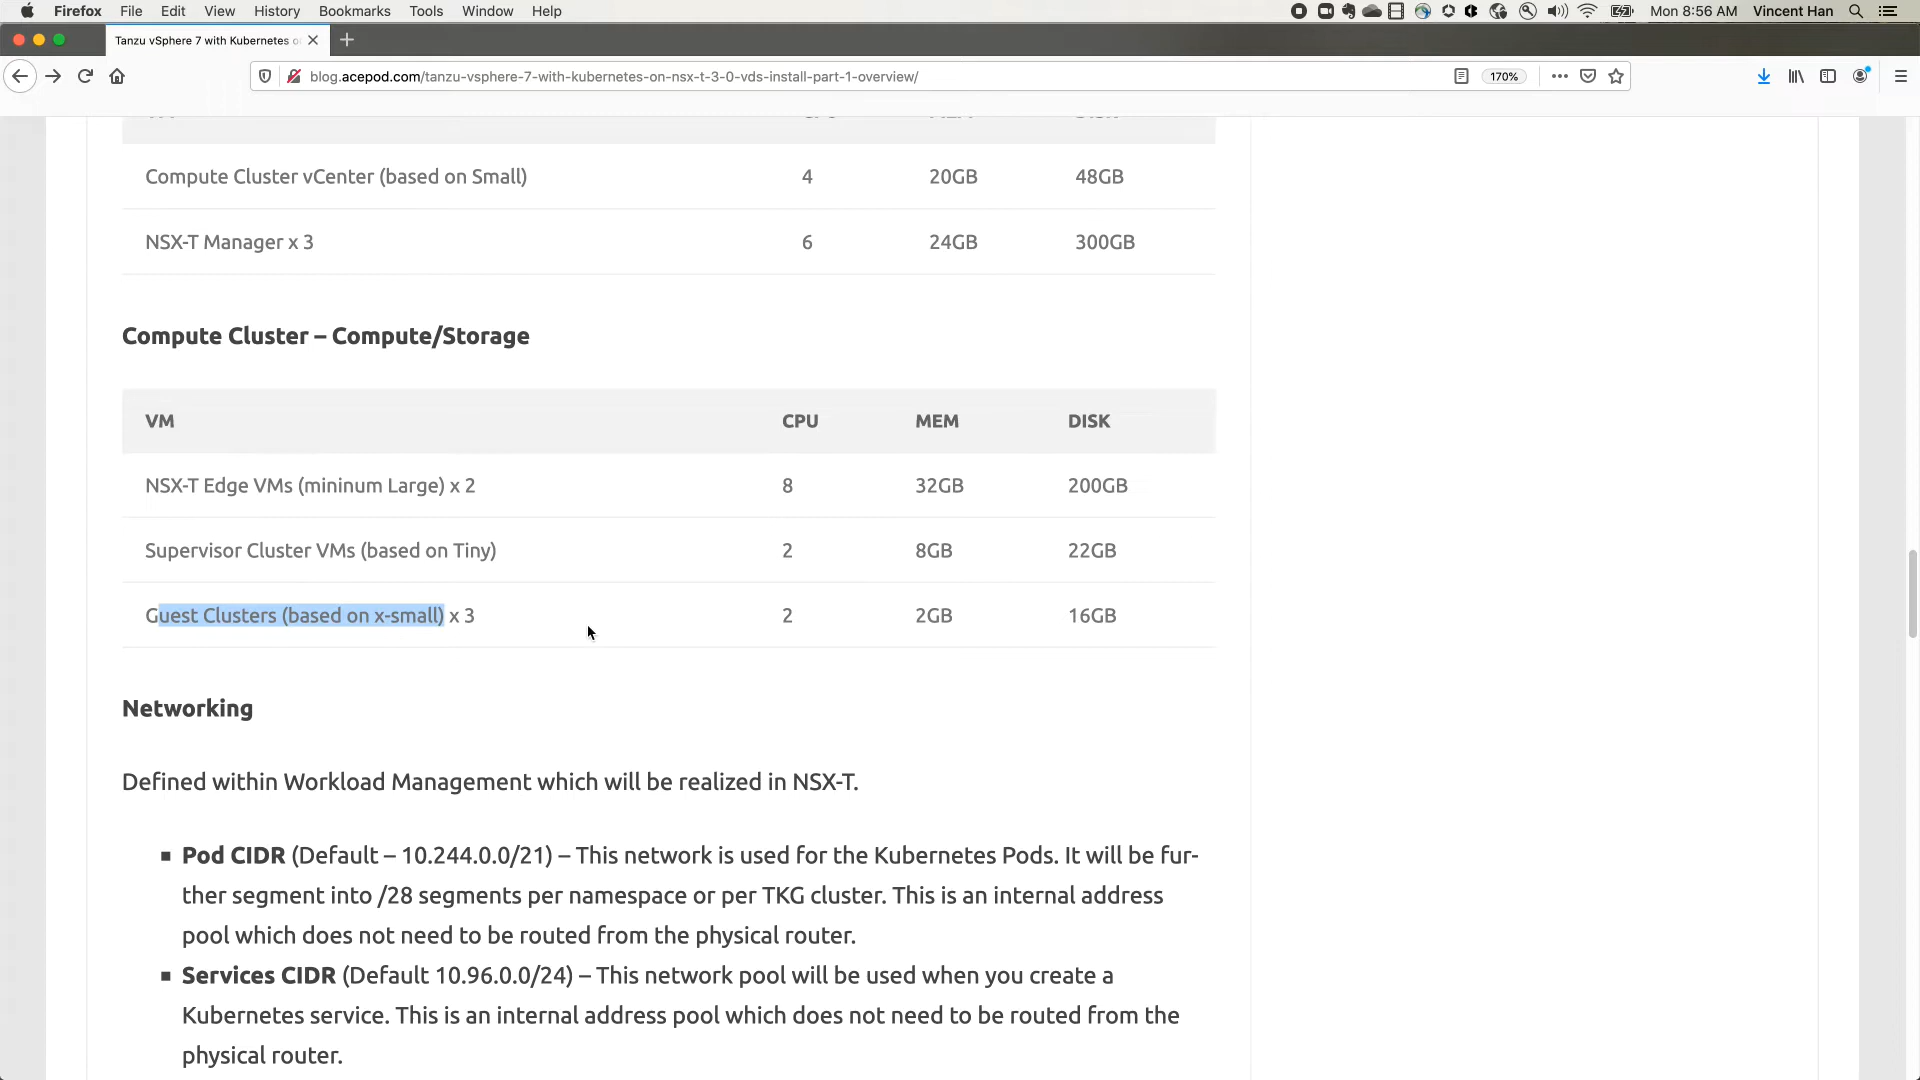 Firefox File Edit View History Bookmarks Tools Window Help Mon 8:56 AM Vincent Han
Tanzu vSphere 7 with Kubernetes o
blog.acepod.com/tanzu-vsphere-7-with-kubernetes-on-nsx-t-3-0-vds-install-part-1-overview/ 170%
Compute Cluster vCenter (based on Small) 4 20GB 48GB
NSX-T Manager x 3 6 24GB 300GB
Compute Cluster – Compute/Storage
VM CPU MEM DISK
NSX-T Edge VMs (mininum Large) x 2 8 32GB 200GB
Supervisor Cluster VMs (based on Tiny) 2 8GB 22GB
Guest Clusters (based on x-small) x 3 2 2GB 16GB
Networking
Defined within Workload Management which will be realized in NSX-T.
▪ Pod CIDR (Default – 10.244.0.0/21) – This network is used for the Kubernetes Pods. It will be fur-
ther segment into /28 segments per namespace or per TKG cluster. This is an internal address
pool which does not need to be routed from the physical router.
▪ Services CIDR (Default 10.96.0.0/24) – This network pool will be used when you create a
Kubernetes service. This is an internal address pool which does not need to be routed from the
physical router.